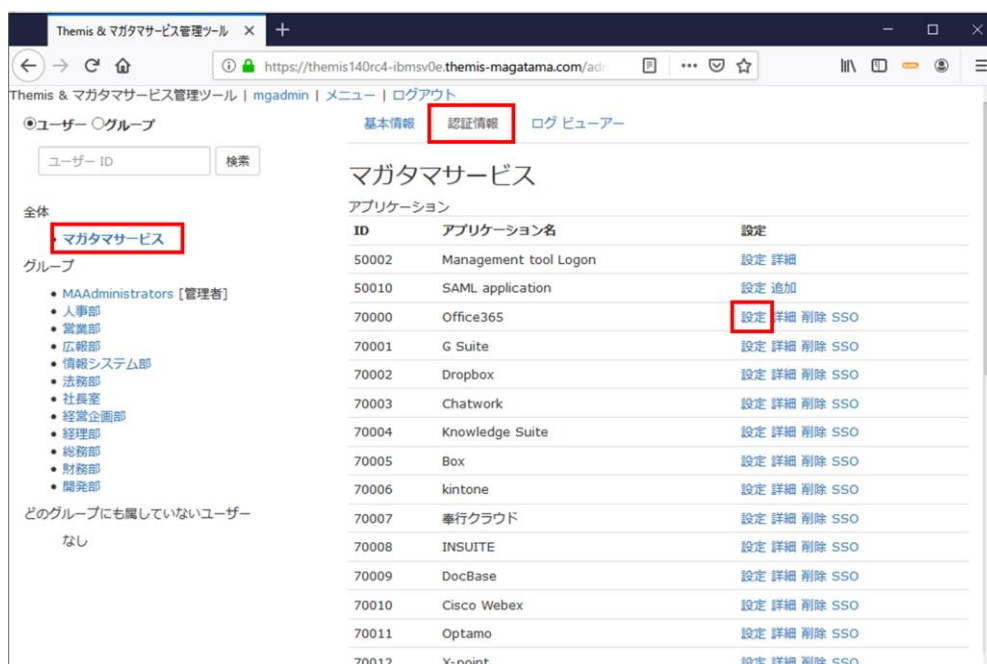 Themis & マガタマサービス管理ツール
https://themis140rc4-ibmsv0e.themis-magatama.com/adm
Themis & マガタマサービス管理ツール | mgadmin | メニュー | ログアウト
ユーザー グループ
ユーザー ID 検索
全体
マガタマサービス
グループ
MAAdministrators [管理者]
人事部
営業部
広報部
情報システム部
法務部
社長室
経営企画部
経理部
総務部
財務部
開発部
どのグループにも属していないユーザー
なし
基本情報 認証情報 ログ ビューアー
マガタマサービス
アプリケーション
ID アプリケーション名 設定
50002 Management tool Logon 設定 詳細
50010 SAML application 設定 追加
70000 Office365 設定 詳細 削除 SSO
70001 G Suite 設定 詳細 削除 SSO
70002 Dropbox 設定 詳細 削除 SSO
70003 Chatwork 設定 詳細 削除 SSO
70004 Knowledge Suite 設定 詳細 削除 SSO
70005 Box 設定 詳細 削除 SSO
70006 kintone 設定 詳細 削除 SSO
70007 奉行クラウド 設定 詳細 削除 SSO
70008 INSUITE 設定 詳細 削除 SSO
70009 DocBase 設定 詳細 削除 SSO
70010 Cisco Webex 設定 詳細 削除 SSO
70011 Optamo 設定 詳細 削除 SSO
70012 X-point 設定 詳細 削除 SSO